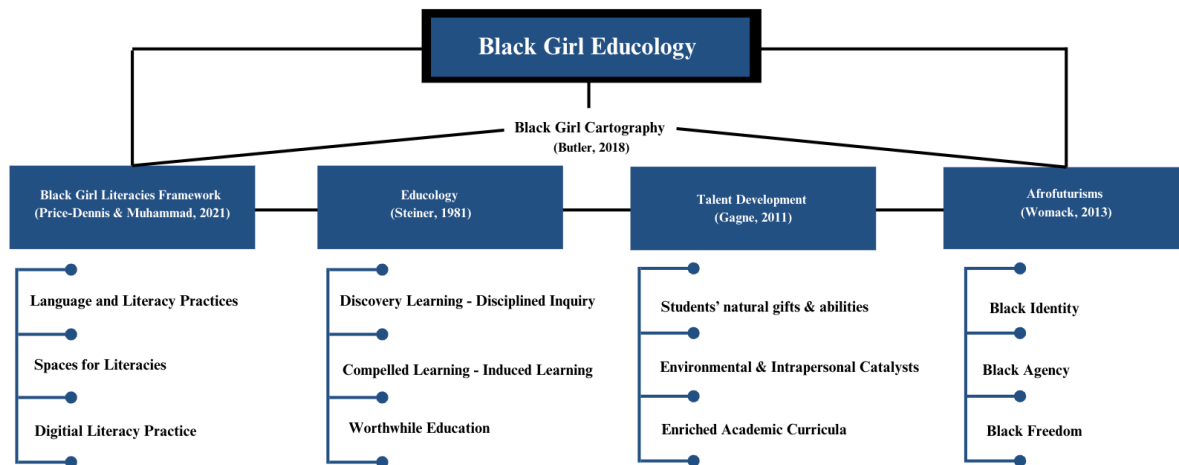 Black Girl Educology
Black Girl Cartography
(Butler, 2018)
Black Girl Literacies Framework
(Price-Dennis & Muhammad, 2021)
Educology
(Steiner, 1981)
Talent Development
(Gagne, 2011)
Afrofuturisms
(Womack, 2013)
Language and Literacy Practices
Spaces for Literacies
Digitial Literacy Practice
Discovery Learning - Disciplined Inquiry
Compelled Learning - Induced Learning
Worthwhile Education
Students’ natural gifts & abilities
Environmental & Intrapersonal Catalysts
Enriched Academic Curricula
Black Identity
Black Agency
Black Freedom